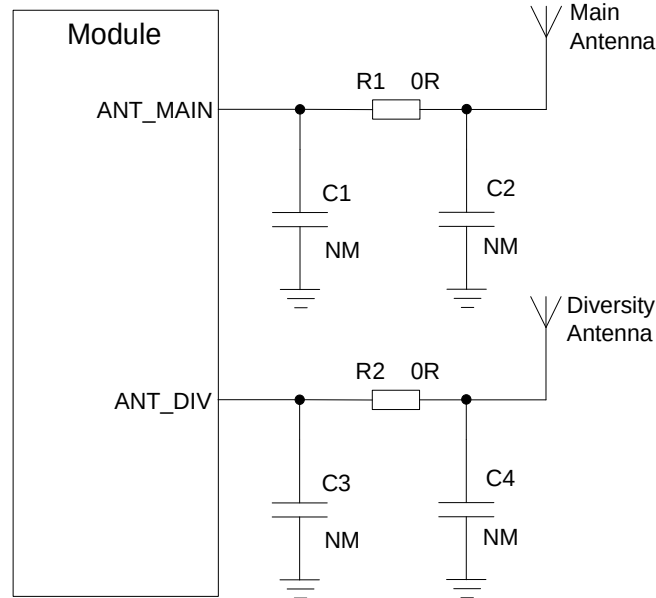 Module
Main
Antenna
R1 0R
ANT_MAIN
C1
C2
NM
NM
Diversity
Antenna
R2 0R
ANT_DIV
C3
C4
NM
NM